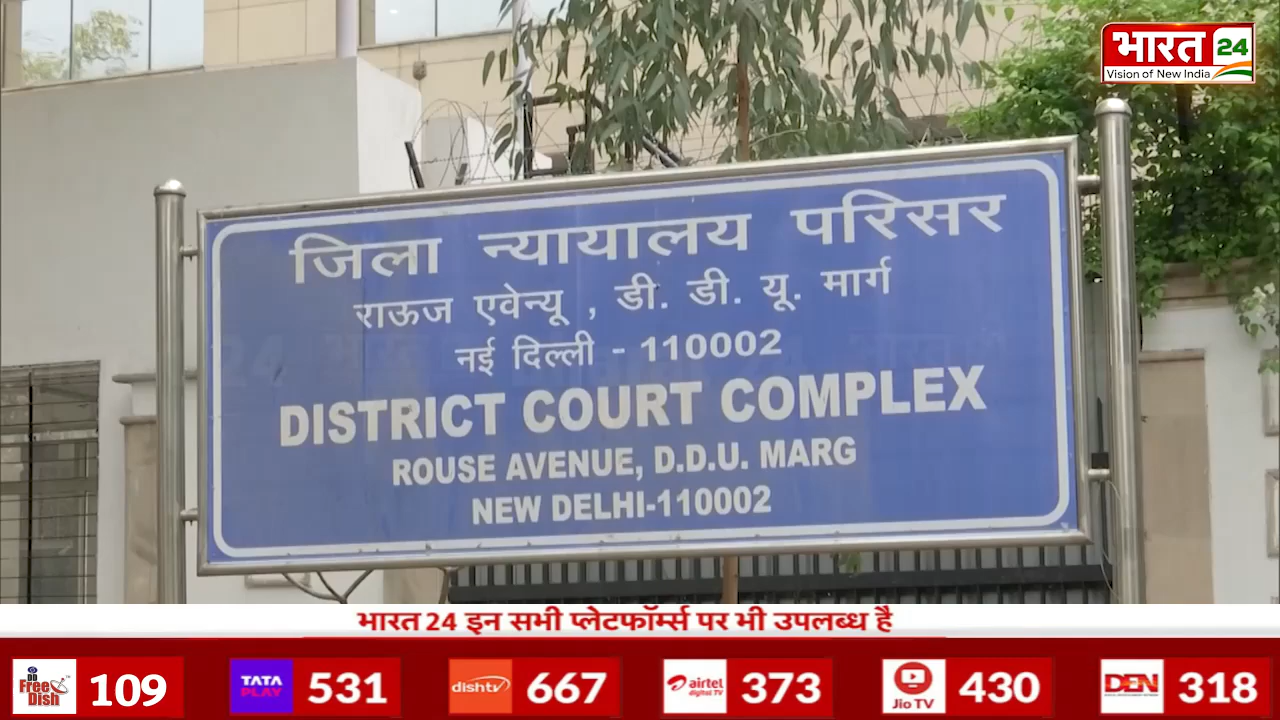 भारत 24
Vision of New India
जिला न्यायालय परिसर
राऊज एवेन्यू , डी. डी. यू. मार्ग
नई दिल्ली - 110002
DISTRICT COURT COMPLEX
ROUSE AVENUE, D.D.U. MARG
NEW DELHI-110002
भारत 24 इन सभी प्लेटफॉर्म्स पर भी उपलब्ध है
DD Free Dish 109
TATA PLAY 531
dishtv 667
airtel digital TV 373
JioTV 430
DEN 318